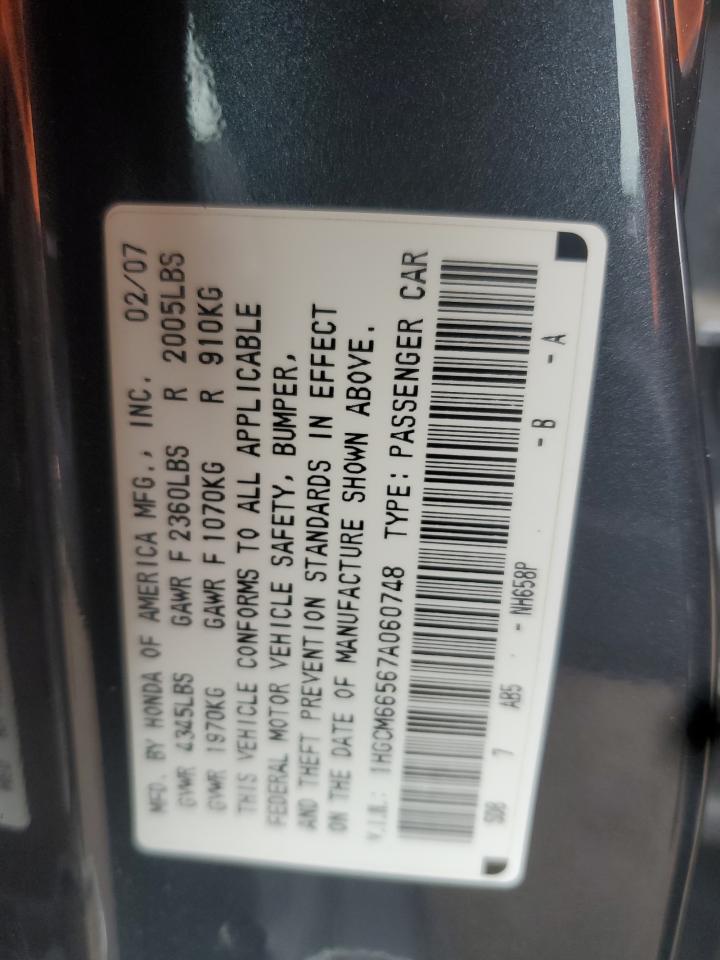 MFD. BY HONDA OF AMERICA MFG., INC. 02/07
GVWR 4345LBS GAWR F 2360LBS R 2005LBS
GVWR 1970KG GAWR F 1070KG R 910KG
THIS VEHICLE CONFORMS TO ALL APPLICABLE
FEDERAL MOTOR VEHICLE SAFETY, BUMPER,
AND THEFT PREVENTION STANDARDS IN EFFECT
ON THE DATE OF MANUFACTURE SHOWN ABOVE.
V.I.N.: 1HGCM66567A060748 TYPE: PASSENGER CAR
SDB 7 AB5 - NH658P - B - A